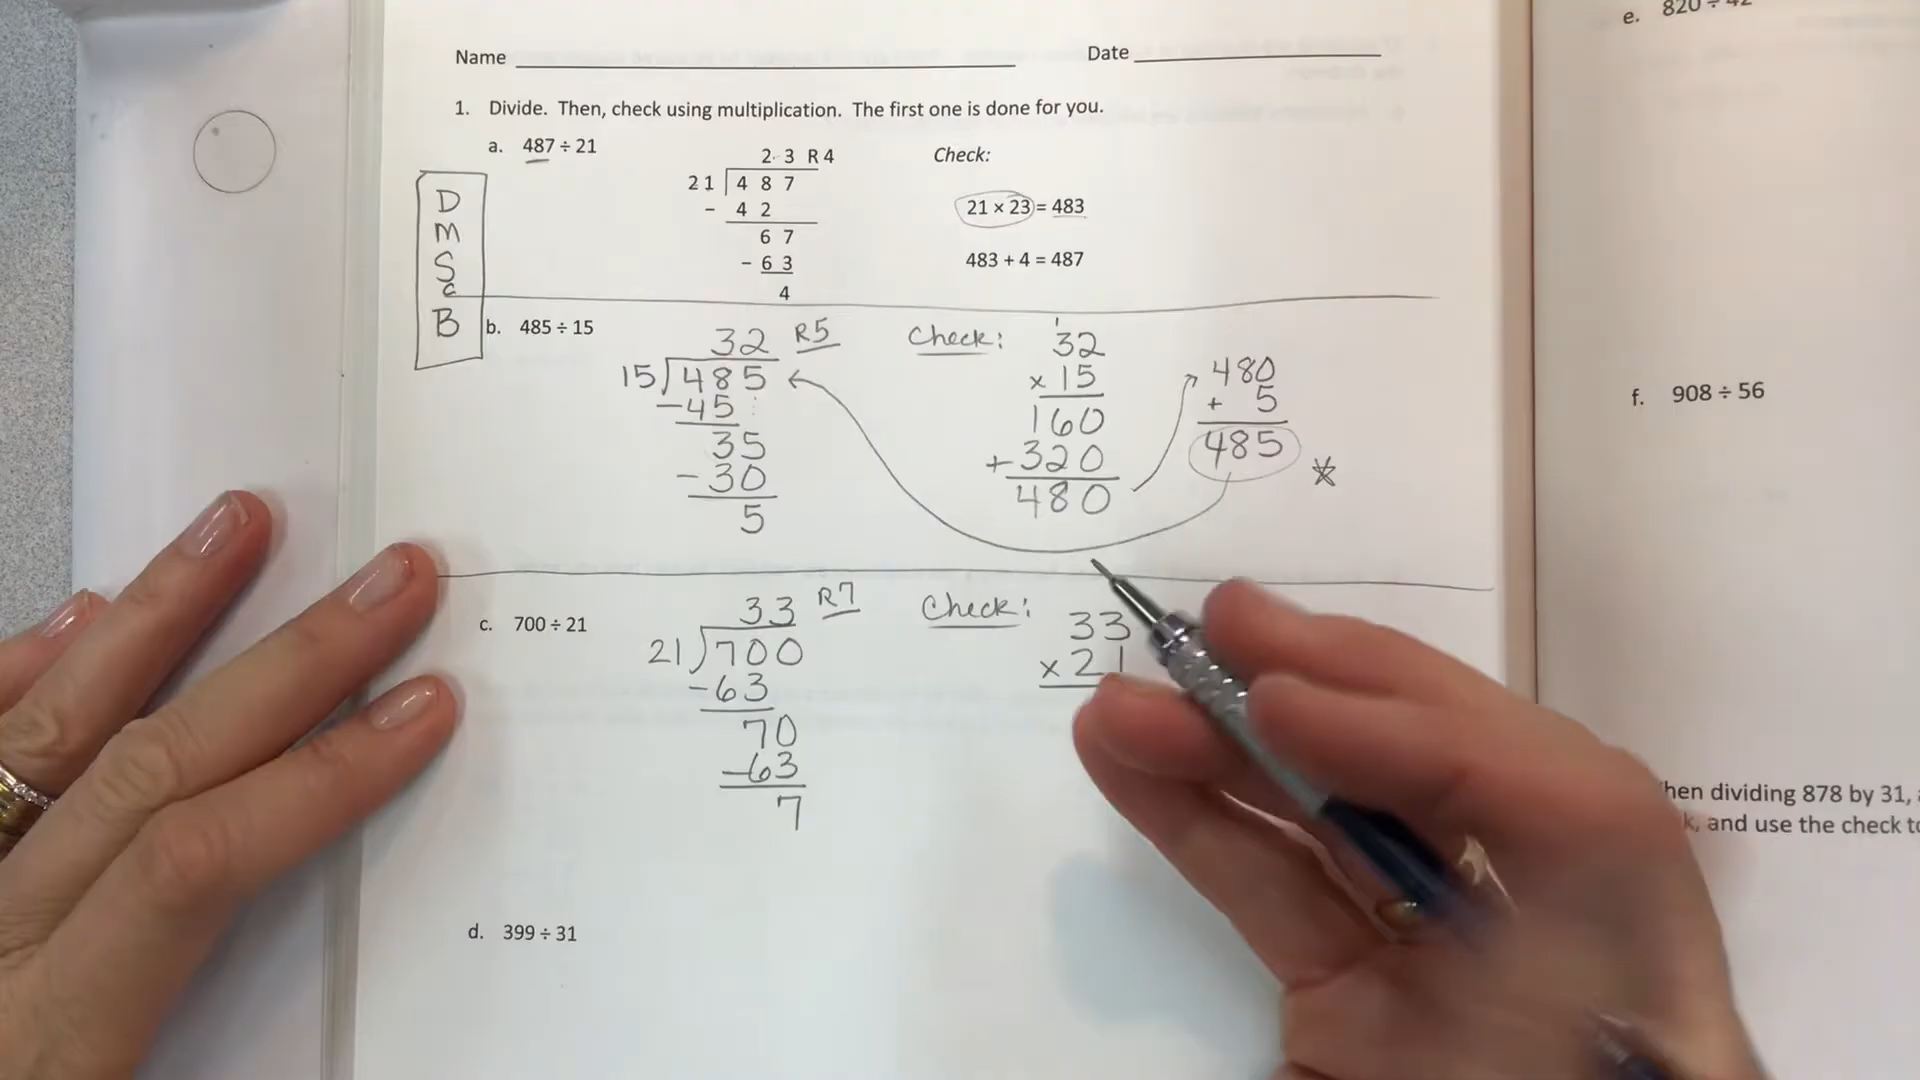 Name Date
1. Divide. Then, check using multiplication. The first one is done for you.
a. 487 ÷ 21
2 3 R 4
21 4 8 7
- 4 2
6 7
- 6 3
4
Check:
21 × 23 = 483
483 + 4 = 487
D
M
S
C
B
b. 485 ÷ 15
32 R5
15 485
-45
35
-30
5
Check:
1
32
x 15
160
+320
480
480
+ 5
485
c. 700 ÷ 21
33 R7
21 700
-63
70
-63
7
Check:
33
x 21
d. 399 ÷ 31
e. 820 ÷ 42
f. 908 ÷ 56
hen dividing 878 by 31,
k, and use the check to